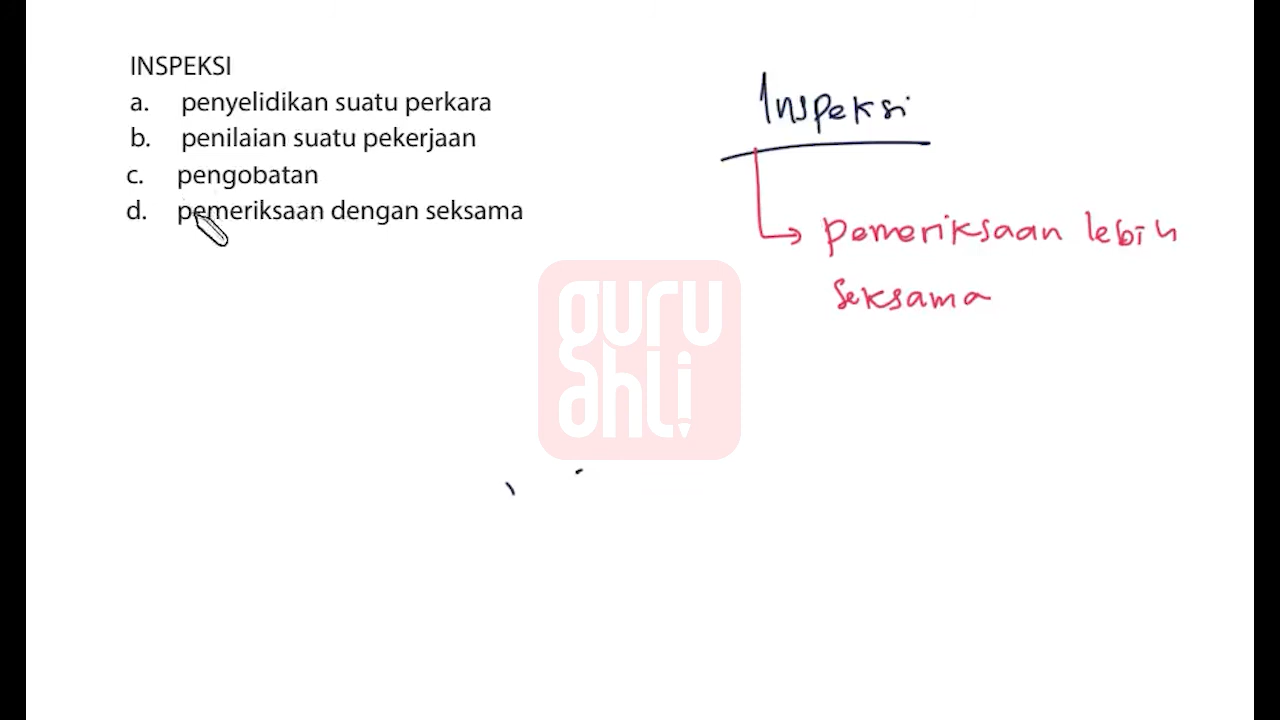 INSPEKSI
a. penyelidikan suatu perkara
b. penilaian suatu pekerjaan
c. pengobatan
d. pemeriksaan dengan seksama
Inspeksi
pemeriksaan lebih
seksama
guru
ahli